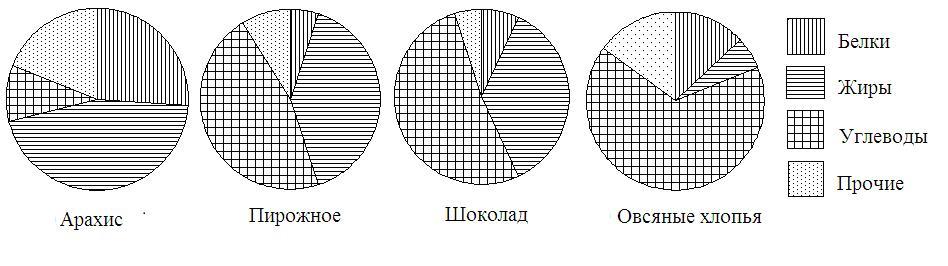 Белки
Жиры
Углеводы
Прочие
Арахис
Пирожное
Шоколад
Овсяные хлопья